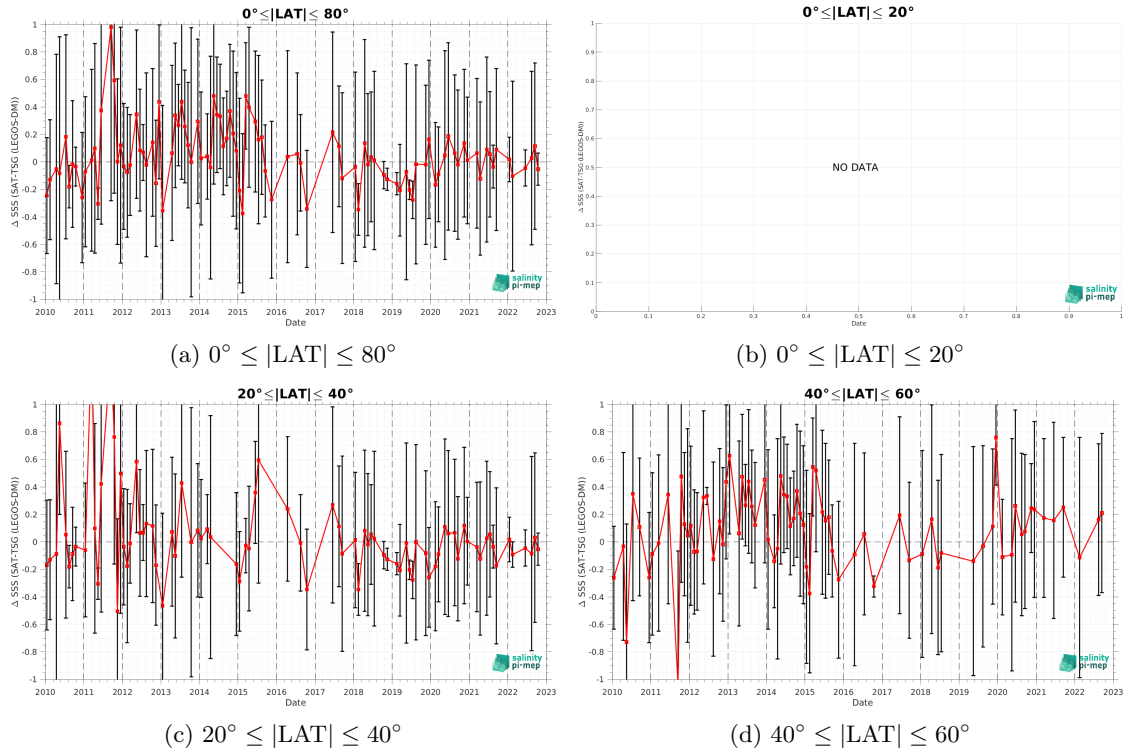 0°≤|LAT|≤ 80°
1
0.8
0.6
0.4
0.2
0
-0.2
-0.4
-0.6
-0.8
-1
Δ SSS (SAT-TSG (LEGOS-DM))
2010 2011 2012 2013 2014 2015 2016 2017 2018 2019 2020 2021 2022 2023
Date
salinity
pi-mep
(a) 0° ≤ |LAT| ≤ 80°
0°≤|LAT|≤ 20°
1
0.9
0.8
0.7
0.6
0.5
0.4
0.3
0.2
0.1
0
Δ SSS (SAT-TSG (LEGOS-DM))
NO DATA
0 0.1 0.2 0.3 0.4 0.5 0.6 0.7 0.8 0.9 1
Date
salinity
pi-mep
(b) 0° ≤ |LAT| ≤ 20°
20°≤|LAT|≤ 40°
1
0.8
0.6
0.4
0.2
0
-0.2
-0.4
-0.6
-0.8
-1
Δ SSS (SAT-TSG (LEGOS-DM))
2010 2011 2012 2013 2014 2015 2016 2017 2018 2019 2020 2021 2022 2023
Date
salinity
pi-mep
(c) 20° ≤ |LAT| ≤ 40°
40°≤|LAT|≤ 60°
1
0.8
0.6
0.4
0.2
0
-0.2
-0.4
-0.6
-0.8
-1
Δ SSS (SAT-TSG (LEGOS-DM))
2010 2011 2012 2013 2014 2015 2016 2017 2018 2019 2020 2021 2022 2023
Date
salinity
pi-mep
(d) 40° ≤ |LAT| ≤ 60°